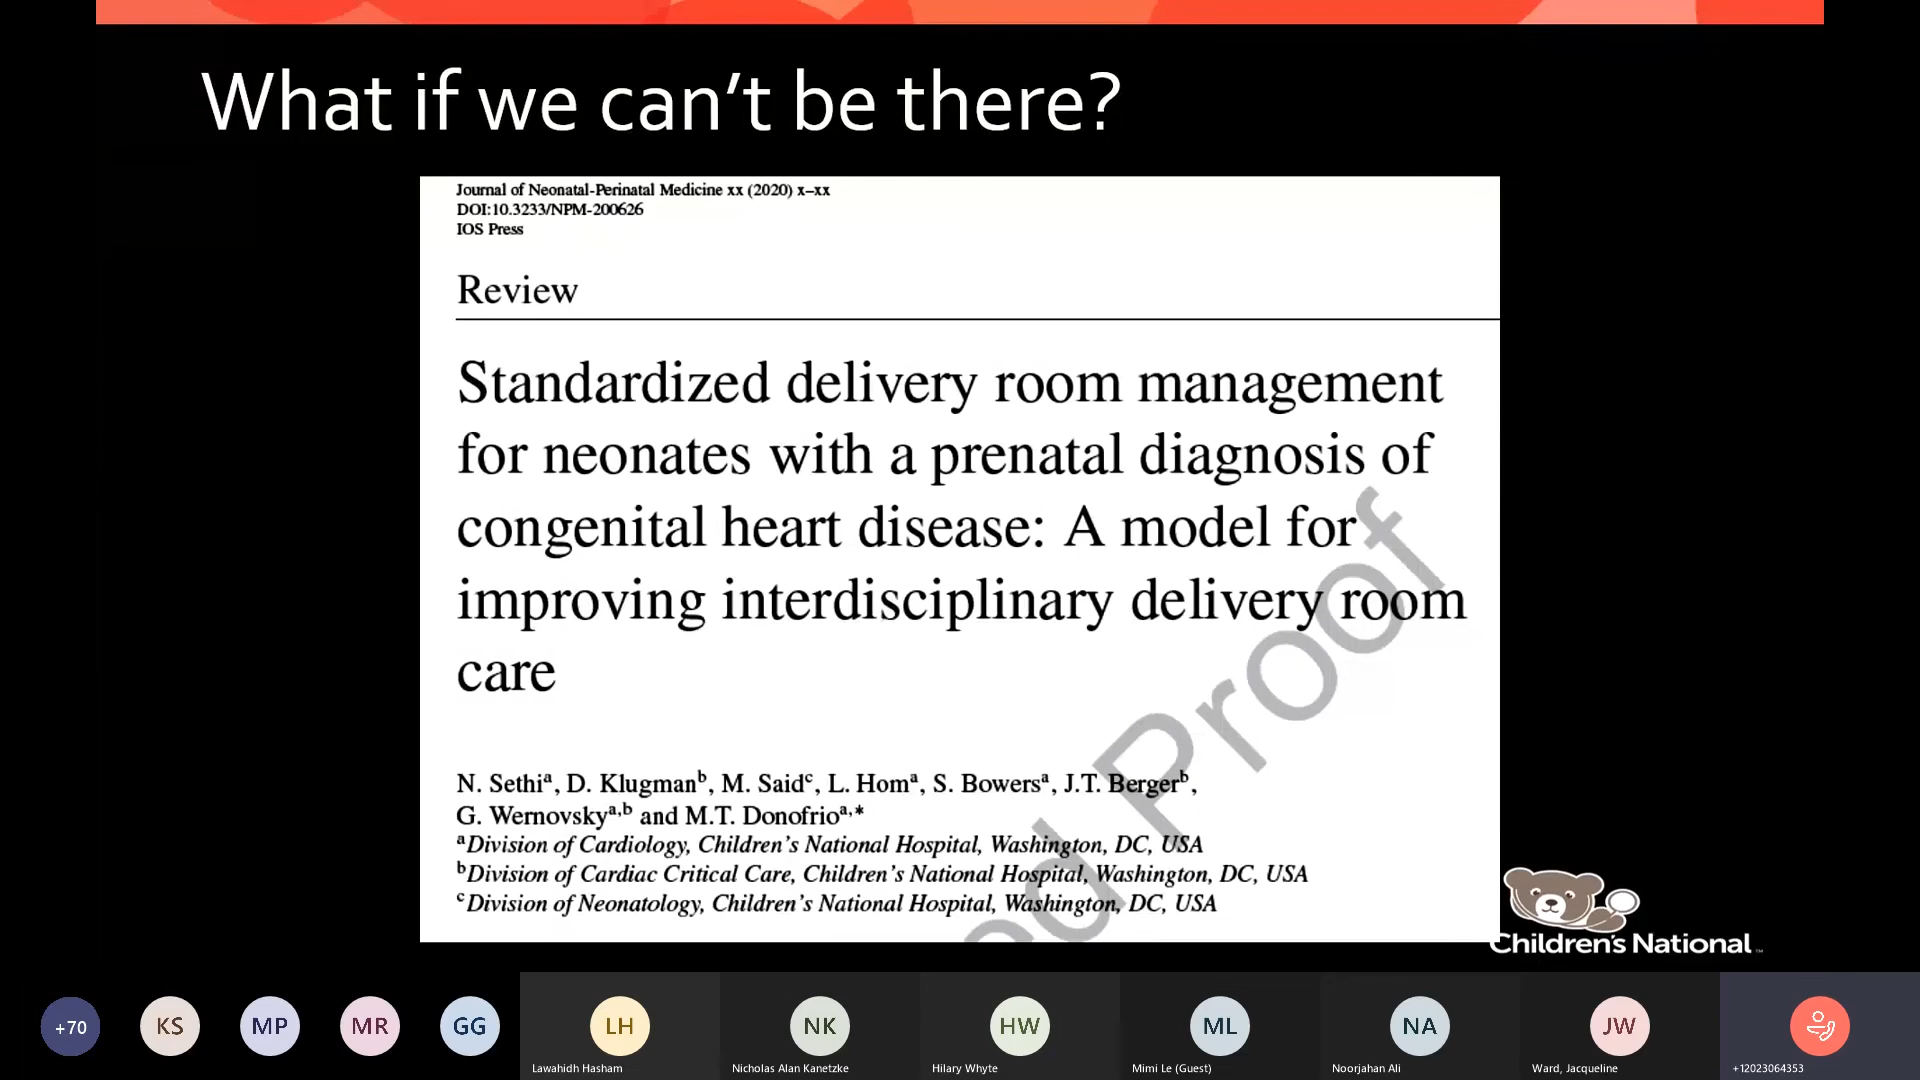 What if we can't be there?
Journal of Neonatal-Perinatal Medicine xx (2020) x–xx
DOI:10.3233/NPM-200626
IOS Press
Review
Standardized delivery room management
for neonates with a prenatal diagnosis of
congenital heart disease: A model for
improving interdisciplinary delivery room
care
N. Sethiᵃ, D. Klugmanᵇ, M. Saidᶜ, L. Homᵃ, S. Bowersᵃ, J.T. Bergerᵇ,
G. Wernovskyᵃ,ᵇ and M.T. Donofrioᵃ,*
ᵃDivision of Cardiology, Children's National Hospital, Washington, DC, USA
ᵇDivision of Cardiac Critical Care, Children's National Hospital, Washington, DC, USA
ᶜDivision of Neonatology, Children's National Hospital, Washington, DC, USA
ed Proof
Children's National™
+70
KS
MP
MR
GG
LH
NK
HW
ML
NA
JW
Lawahidh Hasham
Nicholas Alan Kanetzke
Hilary Whyte
Mimi Le (Guest)
Noorjahan Ali
Ward, Jacqueline
+12023064353